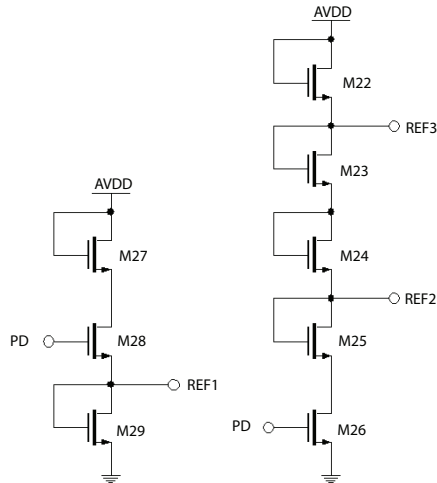 AVDD
M22
REF3
M23
AVDD
M27
M24
REF2
PD
M28
M25
REF1
M29
PD
M26